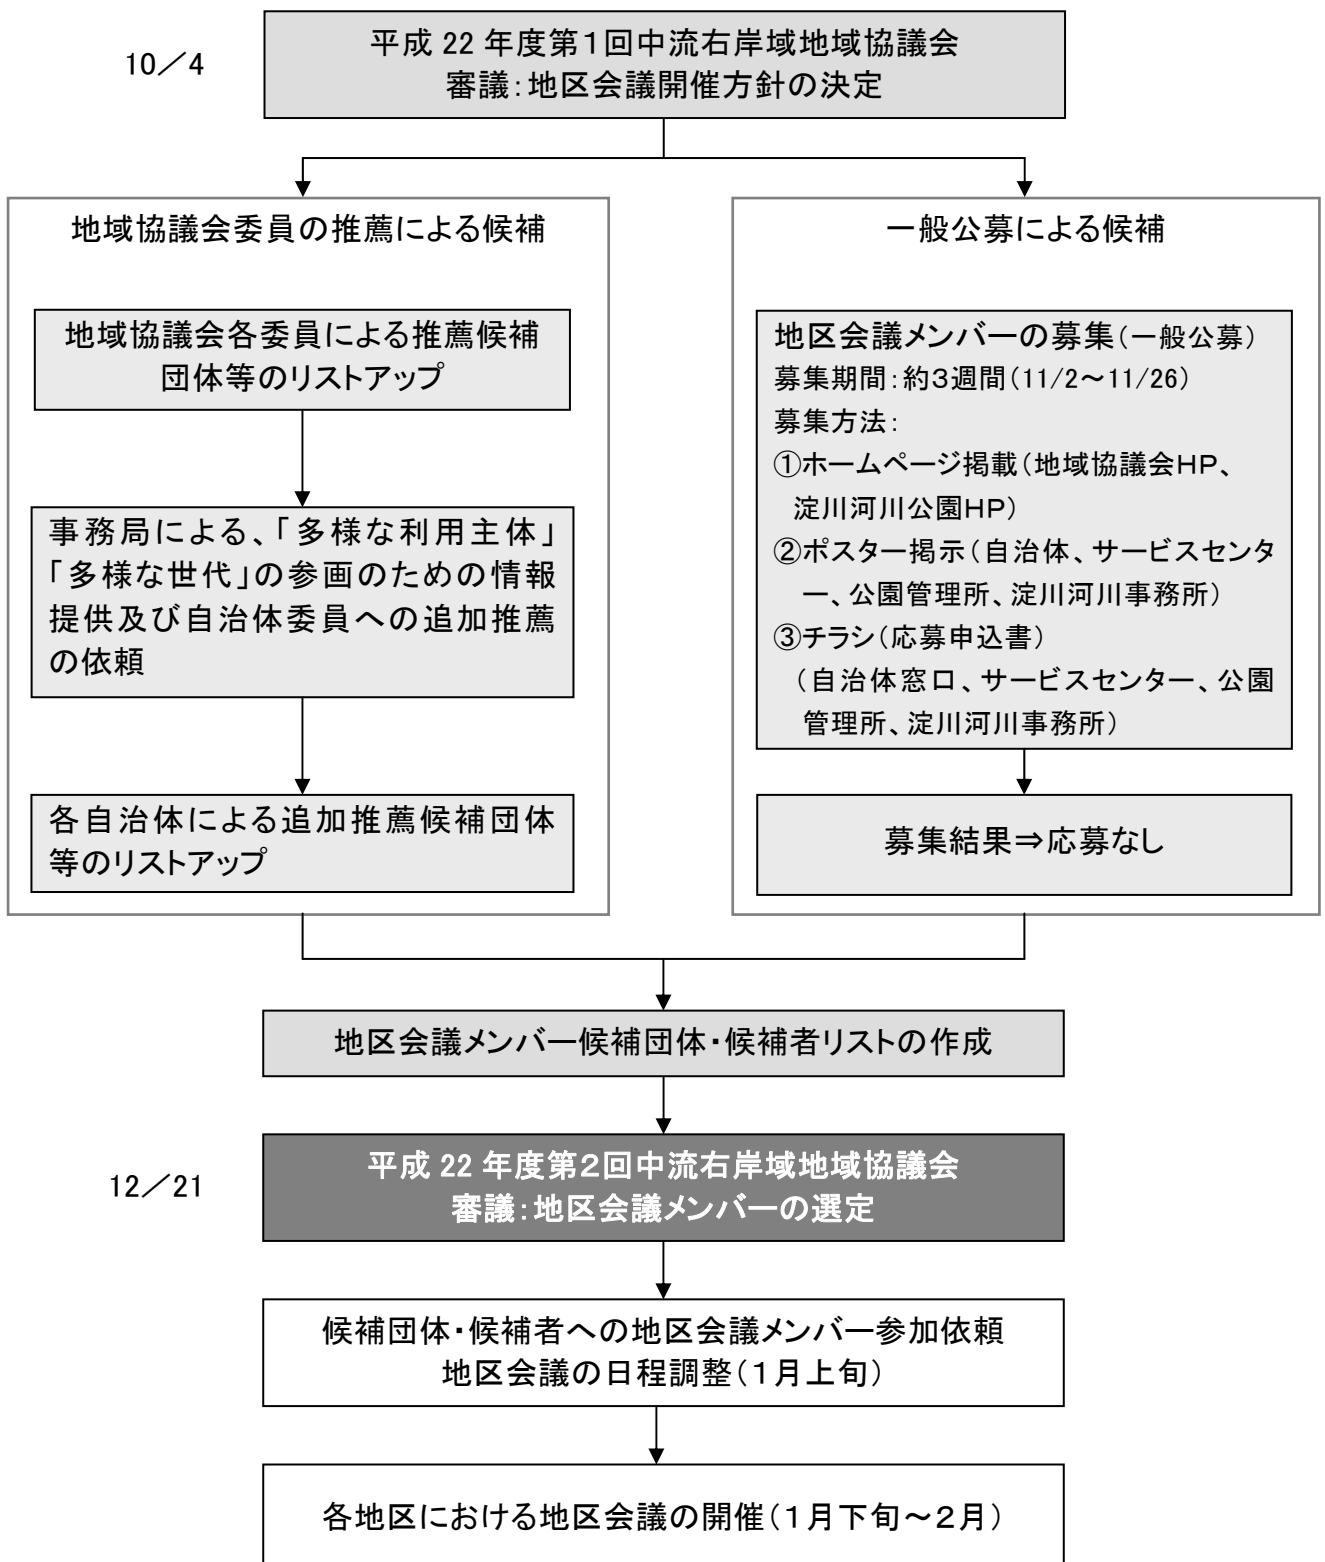 10／4
平成 22 年度第１回中流右岸域地域協議会
審議：地区会議開催方針の決定
地域協議会委員の推薦による候補
地域協議会各委員による推薦候補
団体等のリストアップ
事務局による、「多様な利用主体」
「多様な世代」の参画のための情報
提供及び自治体委員への追加推薦
の依頼
各自治体による追加推薦候補団体
等のリストアップ
一般公募による候補
地区会議メンバーの募集（一般公募）
募集期間：約３週間（11/2～11/26）
募集方法：
①ホームページ掲載（地域協議会ＨＰ、
淀川河川公園ＨＰ）
②ポスター掲示（自治体、サービスセンタ
ー、公園管理所、淀川河川事務所）
③チラシ（応募申込書）
（自治体窓口、サービスセンター、公園
管理所、淀川河川事務所）
募集結果⇒応募なし
地区会議メンバー候補団体・候補者リストの作成
12／21
平成 22 年度第２回中流右岸域地域協議会
審議：地区会議メンバーの選定
候補団体・候補者への地区会議メンバー参加依頼
地区会議の日程調整（１月上旬）
各地区における地区会議の開催（１月下旬～２月）